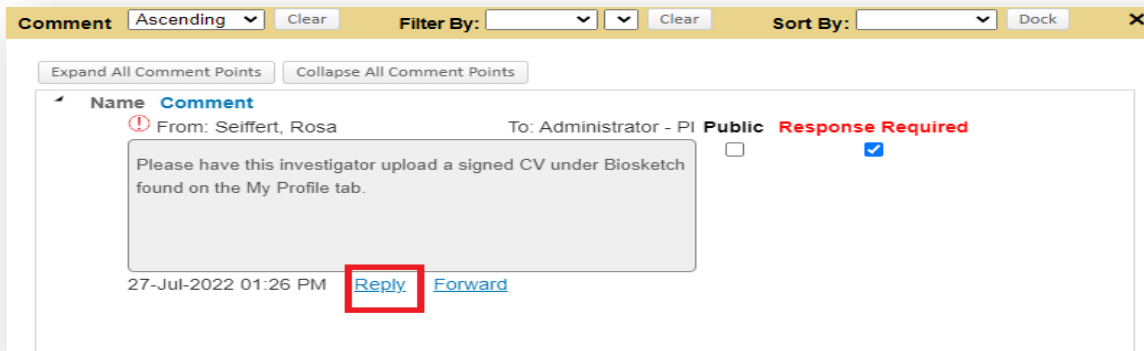 Comment Ascending Clear Filter By: Clear Sort By: Dock X
Expand All Comment Points Collapse All Comment Points
Name Comment
From: Seiffert, Rosa To: Administrator - PI Public Response Required
Please have this investigator upload a signed CV under Biosketch
found on the My Profile tab.
27-Jul-2022 01:26 PM Reply Forward